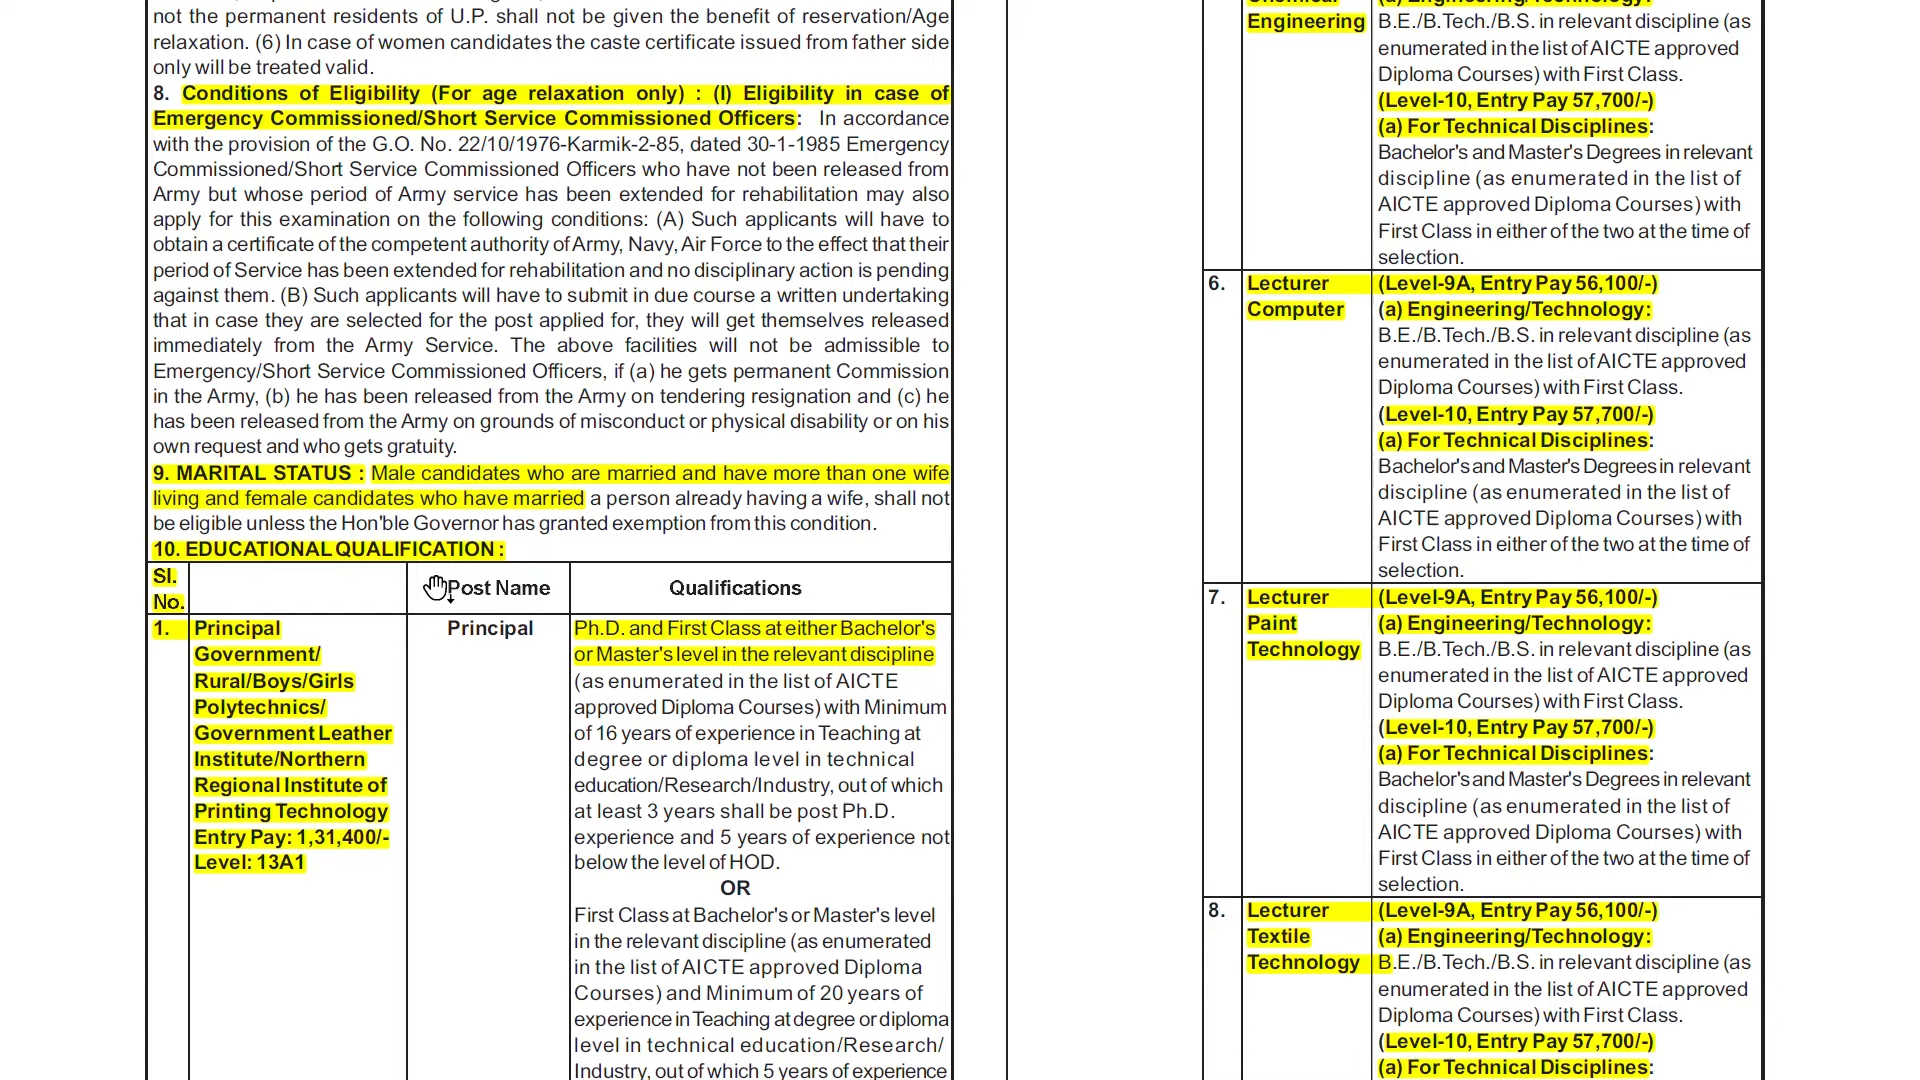 not the permanent residents of U.P. shall not be given the benefit of reservation/Age
relaxation. (6) In case of women candidates the caste certificate issued from father side
only will be treated valid.
8. Conditions of Eligibility (For age relaxation only) : (I) Eligibility in case of
Emergency Commissioned/Short Service Commissioned Officers: In accordance
with the provision of the G.O. No. 22/10/1976-Karmik-2-85, dated 30-1-1985 Emergency
Commissioned/Short Service Commissioned Officers who have not been released from
Army but whose period of Army service has been extended for rehabilitation may also
apply for this examination on the following conditions: (A) Such applicants will have to
obtain a certificate of the competent authority of Army, Navy, Air Force to the effect that their
period of Service has been extended for rehabilitation and no disciplinary action is pending
against them. (B) Such applicants will have to submit in due course a written undertaking
that in case they are selected for the post applied for, they will get themselves released
immediately from the Army Service. The above facilities will not be admissible to
Emergency/Short Service Commissioned Officers, if (a) he gets permanent Commission
in the Army, (b) he has been released from the Army on tendering resignation and (c) he
has been released from the Army on grounds of misconduct or physical disability or on his
own request and who gets gratuity.
9. MARITAL STATUS : Male candidates who are married and have more than one wife
living and female candidates who have married a person already having a wife, shall not
be eligible unless the Hon'ble Governor has granted exemption from this condition.
10. EDUCATIONAL QUALIFICATION :
Sl.
No.
Post Name
Qualifications
1.
Principal
Government/
Rural/Boys/Girls
Polytechnics/
Government Leather
Institute/Northern
Regional Institute of
Printing Technology
Entry Pay: 1,31,400/-
Level: 13A1
Principal
Ph.D. and First Class at either Bachelor's
or Master's level in the relevant discipline
(as enumerated in the list of AICTE
approved Diploma Courses) with Minimum
of 16 years of experience in Teaching at
degree or diploma level in technical
education/Research/Industry, out of which
at least 3 years shall be post Ph.D.
experience and 5 years of experience not
below the level of HOD.
OR
First Class at Bachelor's or Master's level
in the relevant discipline (as enumerated
in the list of AICTE approved Diploma
Courses) and Minimum of 20 years of
experience in Teaching at degree or diploma
level in technical education/Research/
Industry, out of which 5 years of experience
Engineering
B.E./B.Tech./B.S. in relevant discipline (as
enumerated in the list of AICTE approved
Diploma Courses) with First Class.
(Level-10, Entry Pay 57,700/-)
(a) For Technical Disciplines:
Bachelor's and Master's Degrees in relevant
discipline (as enumerated in the list of
AICTE approved Diploma Courses) with
First Class in either of the two at the time of
selection.
6.
Lecturer
Computer
(Level-9A, Entry Pay 56,100/-)
(a) Engineering/Technology:
B.E./B.Tech./B.S. in relevant discipline (as
enumerated in the list of AICTE approved
Diploma Courses) with First Class.
(Level-10, Entry Pay 57,700/-)
(a) For Technical Disciplines:
Bachelor's and Master's Degrees in relevant
discipline (as enumerated in the list of
AICTE approved Diploma Courses) with
First Class in either of the two at the time of
selection.
7.
Lecturer
Paint
Technology
(Level-9A, Entry Pay 56,100/-)
(a) Engineering/Technology:
B.E./B.Tech./B.S. in relevant discipline (as
enumerated in the list of AICTE approved
Diploma Courses) with First Class.
(Level-10, Entry Pay 57,700/-)
(a) For Technical Disciplines:
Bachelor's and Master's Degrees in relevant
discipline (as enumerated in the list of
AICTE approved Diploma Courses) with
First Class in either of the two at the time of
selection.
8.
Lecturer
Textile
Technology
(Level-9A, Entry Pay 56,100/-)
(a) Engineering/Technology:
B.E./B.Tech./B.S. in relevant discipline (as
enumerated in the list of AICTE approved
Diploma Courses) with First Class.
(Level-10, Entry Pay 57,700/-)
(a) For Technical Disciplines: